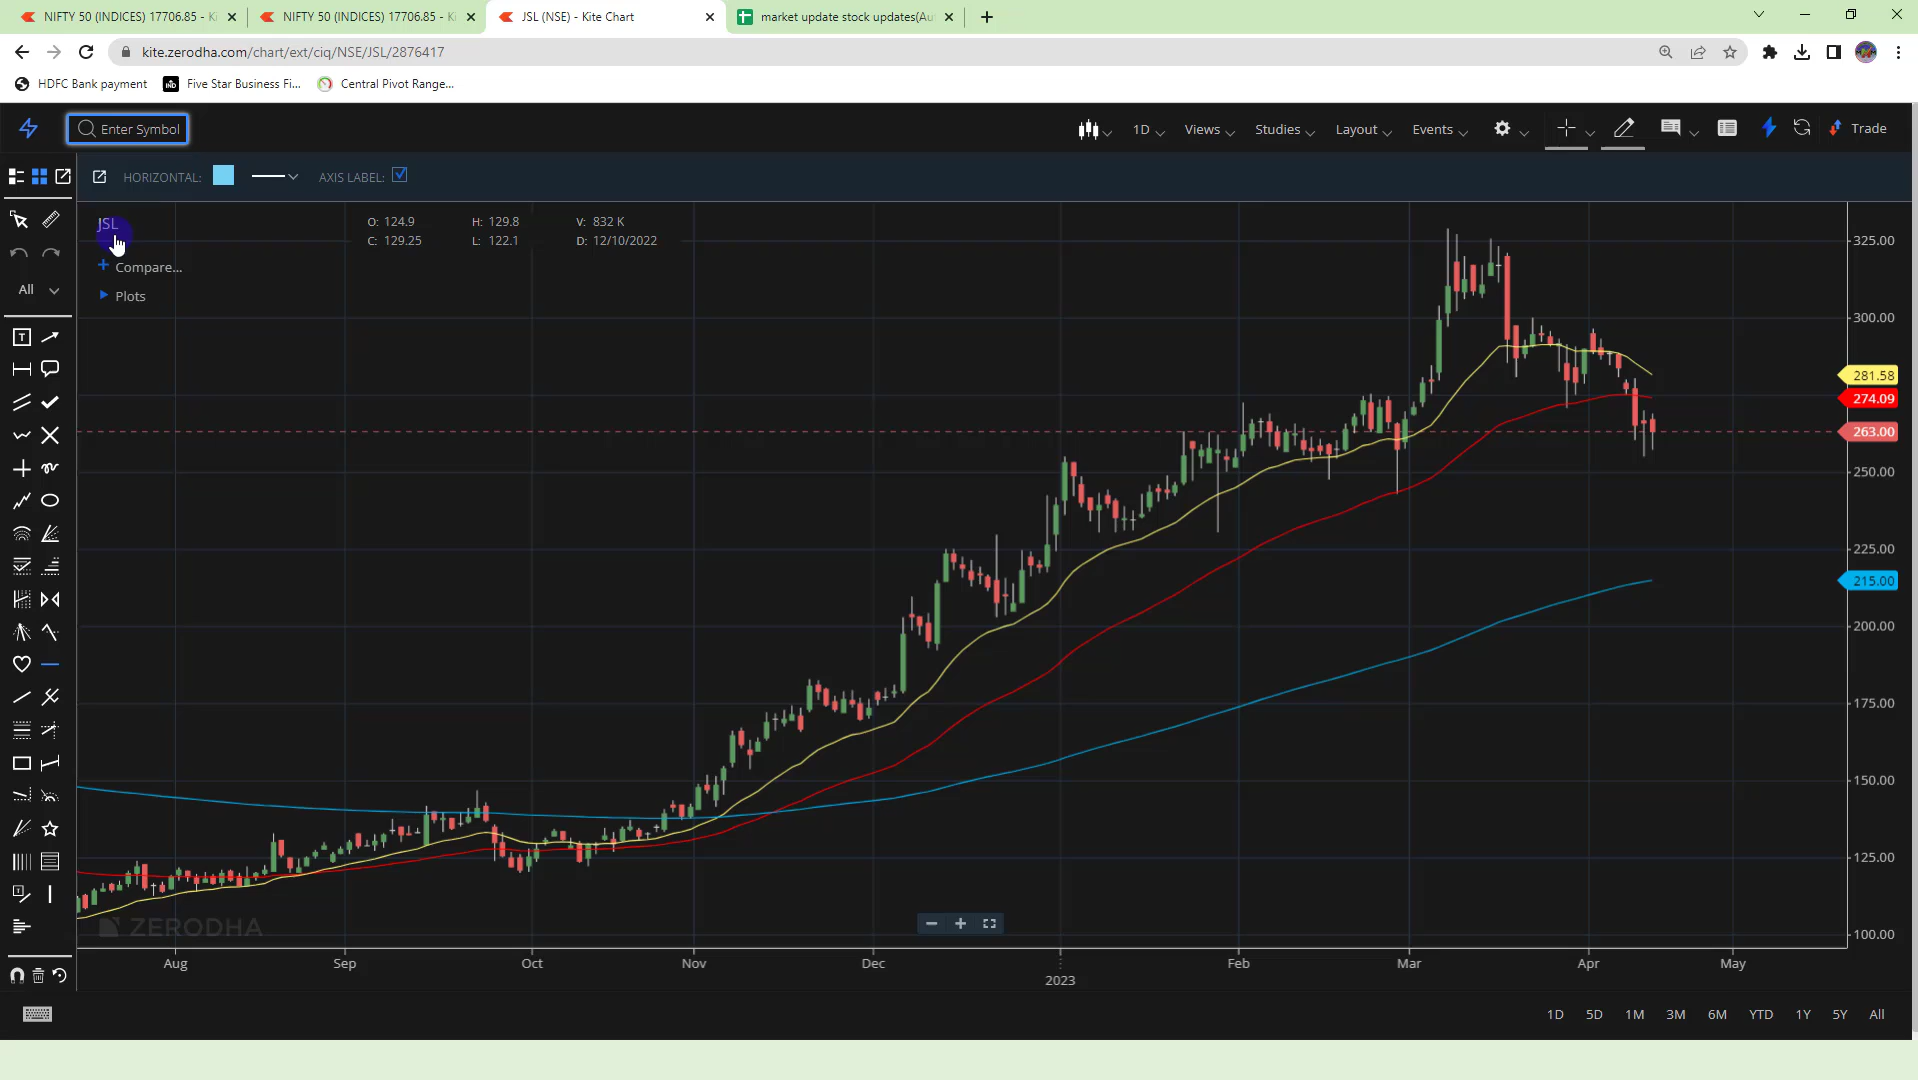 NIFTY 50 (INDICES) 17706.85 - Ki
NIFTY 50 (INDICES) 17706.85 - Ki
JSL (NSE) - Kite Chart
market update stock updates(Au
kite.zerodha.com/chart/ext/ciq/NSE/JSL/2876417
HDFC Bank payment
IND
Five Star Business Fi...
Central Pivot Range...
Enter Symbol
1D
Views
Studies
Layout
Events
Trade
HORIZONTAL:
AXIS LABEL:
JSL
O: 124.9
H: 129.8
V: 832 K
C: 129.25
L: 122.1
D: 12/10/2022
+ Compare...
Plots
All
T
325.00
300.00
281.58
274.09
263.00
250.00
225.00
215.00
200.00
175.00
150.00
125.00
100.00
ZERODHA
Aug
Sep
Oct
Nov
Dec
2023
Feb
Mar
Apr
May
1D
5D
1M
3M
6M
YTD
1Y
5Y
All